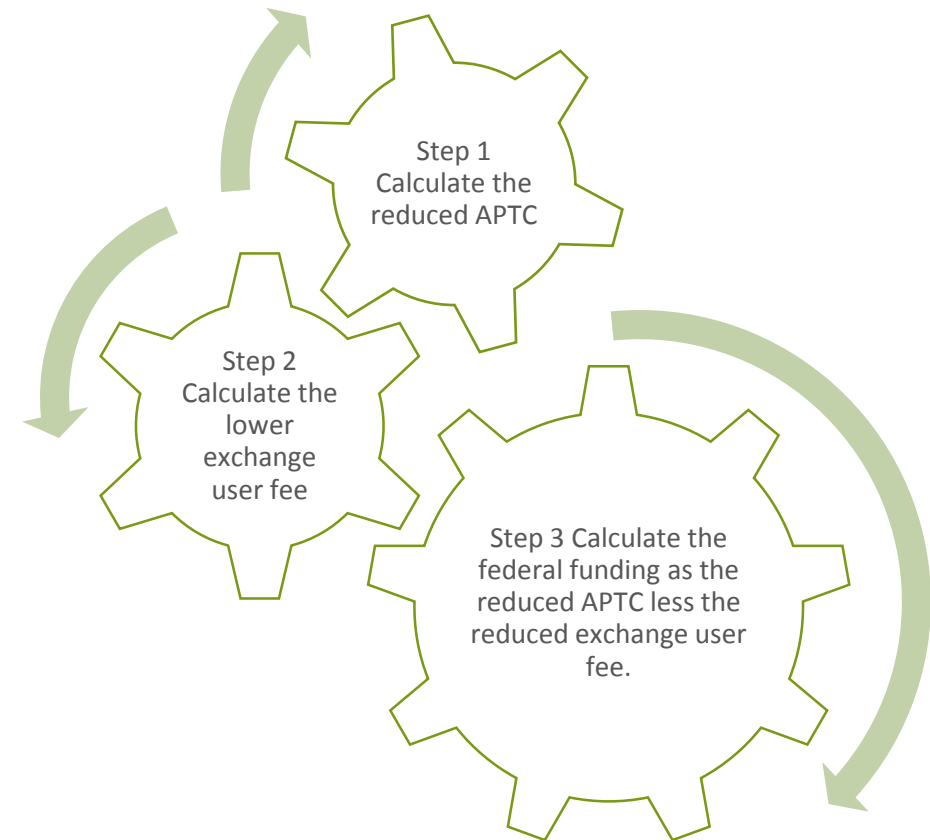 Step 1
Calculate the
reduced APTC
Step 2
Calculate the
lower
exchange
user fee
Step 3 Calculate the
federal funding as the
reduced APTC less the
reduced exchange user
fee.